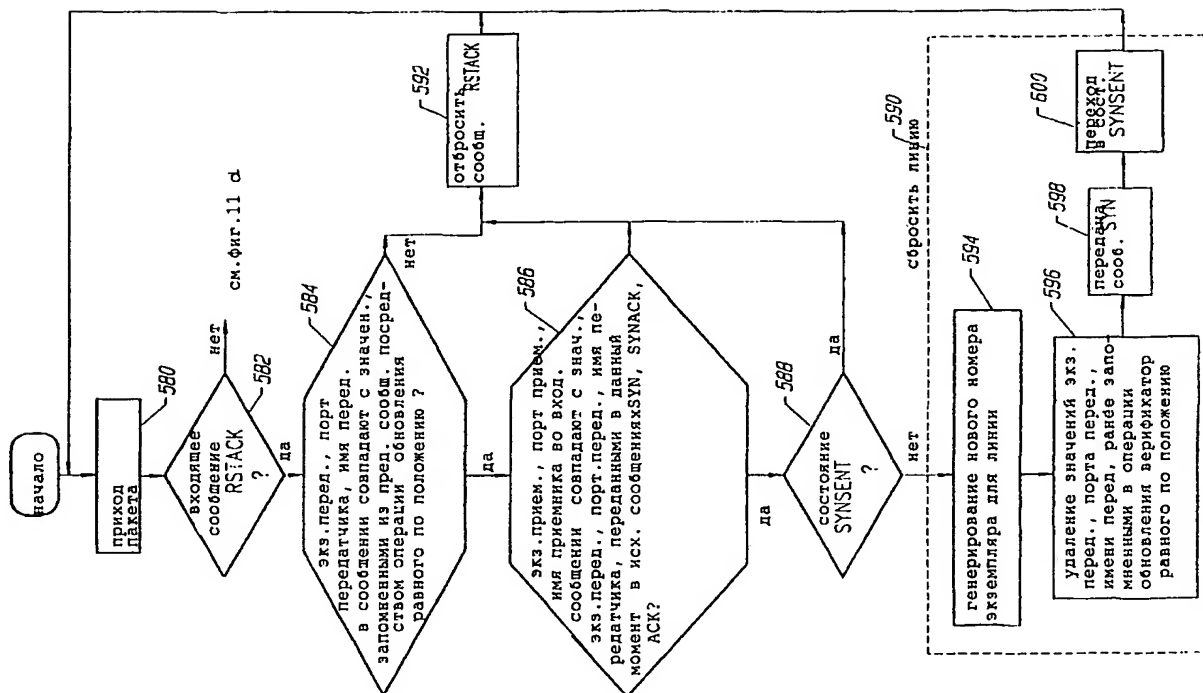 начало
приход
пакета
580
входящее
сообщение
RSTACK
?
582
нет
см.фиг.11 d
да
экз.перед., порт
передатчика, имя перед.
в сообщении совпадают с значен.,
запомненными из пред. сообщ. посред-
ством операции обновления
равного по положению ?
584
нет
да
экз.прием., порт прием.,
имя приемника во вход.
сообщении совпадают с знач.,
экз.перед., порт.перед., имя пе-
редатчика, переданным в данный
момент в исх. сообщенияхSYN, SYNACK,
ACK?
586
да
состояние
SYNSENT
?
588
да
нет
отбросить
сообщ. RSTACK
592
сбросить линию
590
генерирование нового номера
экземпляра для линии
594
удаление значений экз.
перед., порта перед.,
имени перед, ранее запо-
мненными в операции
обновления верификатор
равного по положению
596
передача
сооб. SYN
598
переход
в сост.
SYNSENT
600